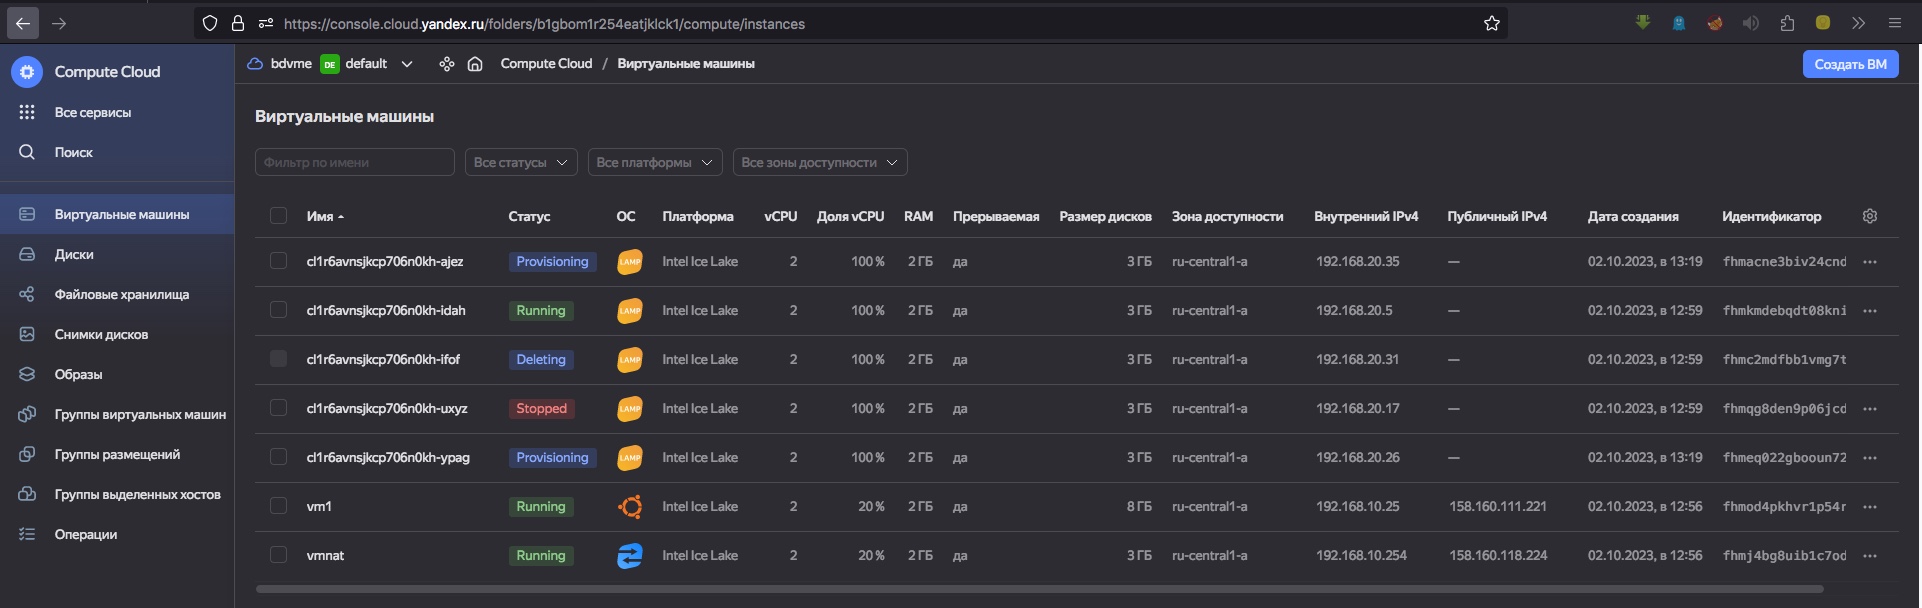 https://console.cloud.yandex.ru/folders/b1gbom1r254eatjklck1/compute/instances
Compute Cloud
Все сервисы
Поиск
Виртуальные машины
Диски
Файловые хранилища
Снимки дисков
Образы
Группы виртуальных машин
Группы размещений
Группы выделенных хостов
Операции
bdvme DE default Compute Cloud / Виртуальные машины Создать ВМ
Виртуальные машины
Фильтр по имени Все статусы Все платформы Все зоны доступности
Имя Статус ОС Платформа vCPU Доля vCPU RAM Прерываемая Размер дисков Зона доступности Внутренний IPv4 Публичный IPv4 Дата создания Идентификатор
cl1r6avnsjkcp706n0kh-ajez Provisioning LAMP Intel Ice Lake 2 100 % 2 ГБ да 3 ГБ ru-central1-a 192.168.20.35 — 02.10.2023, в 13:19 fhmacne3biv24cnd ···
cl1r6avnsjkcp706n0kh-idah Running LAMP Intel Ice Lake 2 100 % 2 ГБ да 3 ГБ ru-central1-a 192.168.20.5 — 02.10.2023, в 12:59 fhmkmdebqdt08kni ···
cl1r6avnsjkcp706n0kh-ifof Deleting LAMP Intel Ice Lake 2 100 % 2 ГБ да 3 ГБ ru-central1-a 192.168.20.31 — 02.10.2023, в 12:59 fhmc2mdfbb1vmg7t ···
cl1r6avnsjkcp706n0kh-uxyz Stopped LAMP Intel Ice Lake 2 100 % 2 ГБ да 3 ГБ ru-central1-a 192.168.20.17 — 02.10.2023, в 12:59 fhmqg8den9p06jcd ···
cl1r6avnsjkcp706n0kh-ypag Provisioning LAMP Intel Ice Lake 2 100 % 2 ГБ да 3 ГБ ru-central1-a 192.168.20.26 — 02.10.2023, в 13:19 fhmeq022gbooun72 ···
vm1 Running Intel Ice Lake 2 20 % 2 ГБ да 8 ГБ ru-central1-a 192.168.10.25 158.160.111.221 02.10.2023, в 12:56 fhmod4pkhvr1p54r ···
vmnat Running Intel Ice Lake 2 20 % 2 ГБ да 3 ГБ ru-central1-a 192.168.10.254 158.160.118.224 02.10.2023, в 12:56 fhmj4bg8uib1c7od ···